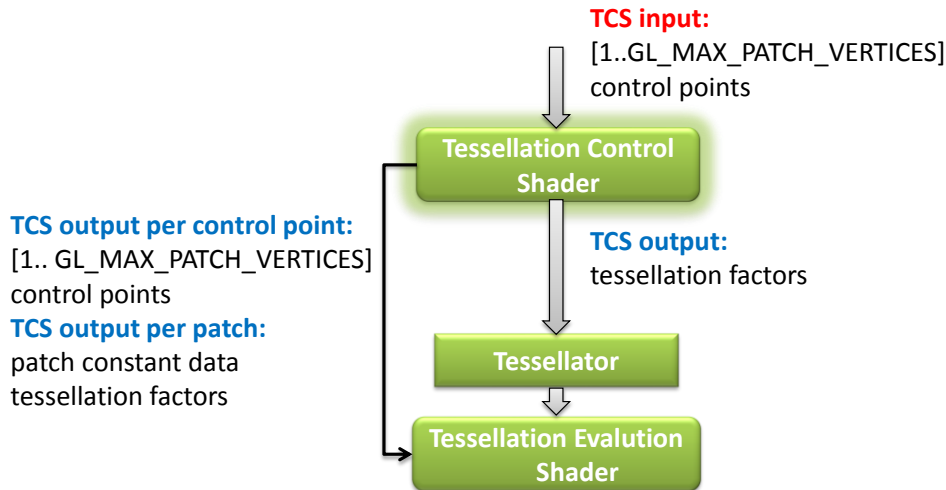 TCS input:
[1..GL_MAX_PATCH_VERTICES]
control points
Tessellation Control
Shader
TCS output per control point:
[1.. GL_MAX_PATCH_VERTICES]
control points
TCS output per patch:
patch constant data
tessellation factors
TCS output:
tessellation factors
Tessellator
Tessellation Evalution
Shader